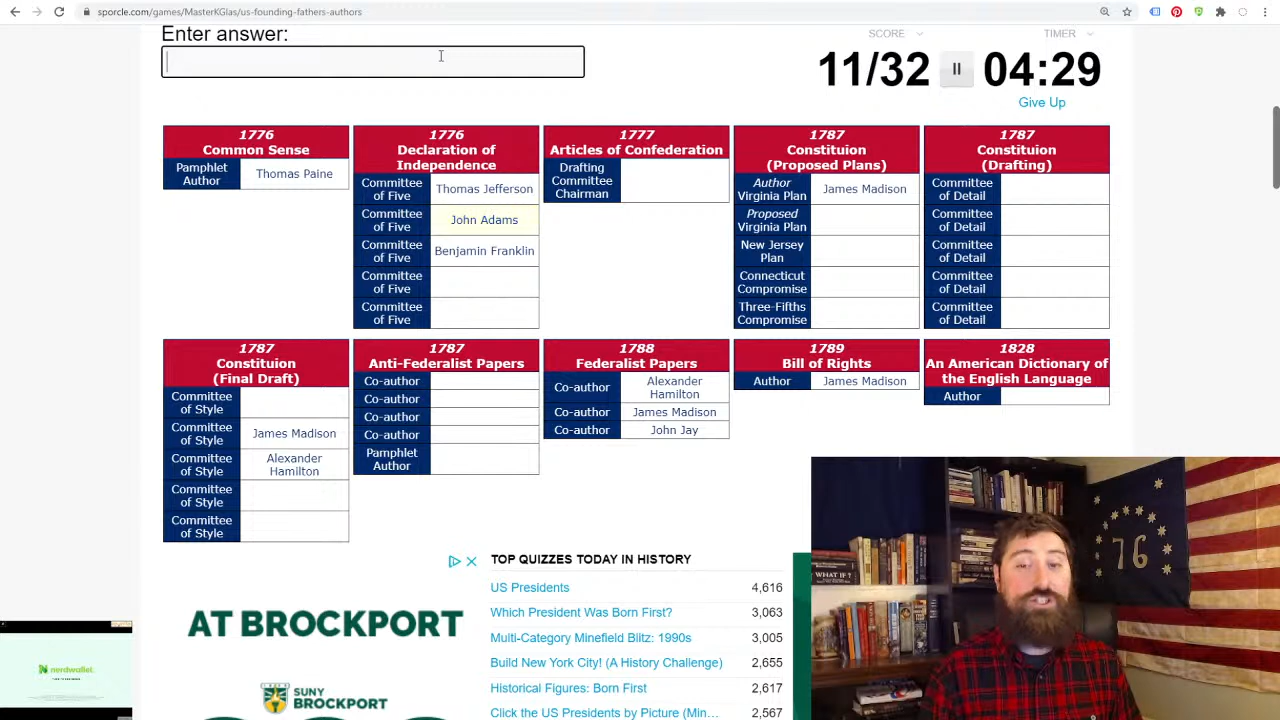 sporcle.com/games/MasterKGlas/us-founding-fathers-authors
Enter answer:
SCORE
TIMER
11/32
04:29
Give Up
1776
Common Sense
Pamphlet
Author
Thomas Paine
1776
Declaration of
Independence
Committee
of Five
Thomas Jefferson
Committee
of Five
John Adams
Committee
of Five
Benjamin Franklin
Committee
of Five
Committee
of Five
1777
Articles of Confederation
Drafting
Committee
Chairman
1787
Constituion
(Proposed Plans)
Author
Virginia Plan
James Madison
Proposed
Virginia Plan
New Jersey
Plan
Connecticut
Compromise
Three-Fifths
Compromise
1787
Constituion
(Drafting)
Committee
of Detail
Committee
of Detail
Committee
of Detail
Committee
of Detail
Committee
of Detail
1787
Constituion
(Final Draft)
Committee
of Style
Committee
of Style
James Madison
Committee
of Style
Alexander
Hamilton
Committee
of Style
Committee
of Style
1787
Anti-Federalist Papers
Co-author
Co-author
Co-author
Co-author
Pamphlet
Author
1788
Federalist Papers
Co-author
Alexander
Hamilton
Co-author
James Madison
Co-author
John Jay
1789
Bill of Rights
Author
James Madison
1828
An American Dictionary of
the English Language
Author
TOP QUIZZES TODAY IN HISTORY
US Presidents 4,616
Which President Was Born First? 3,063
Multi-Category Minefield Blitz: 1990s 3,005
Build New York City! (A History Challenge) 2,655
Historical Figures: Born First 2,617
Click the US Presidents by Picture (Min... 2,567
AT BROCKPORT
SUNY
BROCKPORT
nerdwallet
WHAT IF?
76